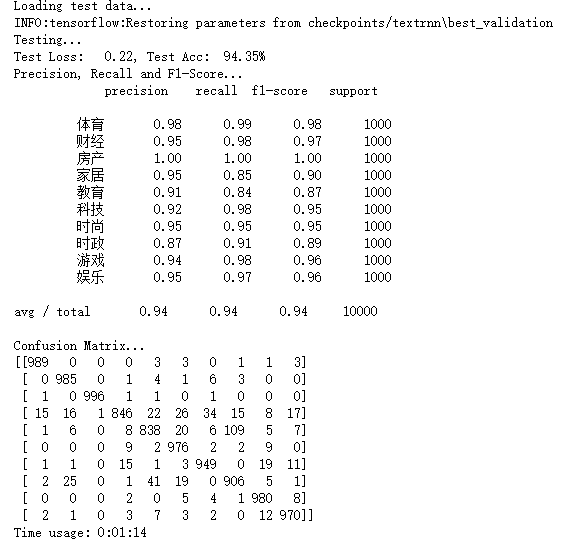 Loading test data...
INFO:tensorflow:Restoring parameters from checkpoints/textrnn\best_validation
Testing...
Test Loss:   0.22, Test Acc:  94.35%
Precision, Recall and F1-Score...
             precision    recall  f1-score   support

         体育       0.98      0.99      0.98      1000
         财经       0.95      0.98      0.97      1000
         房产       1.00      1.00      1.00      1000
         家居       0.95      0.85      0.90      1000
         教育       0.91      0.84      0.87      1000
         科技       0.92      0.98      0.95      1000
         时尚       0.95      0.95      0.95      1000
         时政       0.87      0.91      0.89      1000
         游戏       0.94      0.98      0.96      1000
         娱乐       0.95      0.97      0.96      1000

avg / total       0.94      0.94      0.94     10000

Confusion Matrix...
[[989   0   0   0   3   3   0   1   1   3]
 [  0 985   0   1   4   1   6   3   0   0]
 [  1   0 996   1   1   0   1   0   0   0]
 [ 15  16   1 846  22  26  34  15   8  17]
 [  1   6   0   8 838  20   6 109   5   7]
 [  0   0   0   9   2 976   2   2   9   0]
 [  1   1   0  15   1   3 949   0  19  11]
 [  2  25   0   1  41  19   0 906   5   1]
 [  0   0   0   2   0   5   4   1 980   8]
 [  2   1   0   3   7   3   2   0  12 970]]
Time usage: 0:01:14